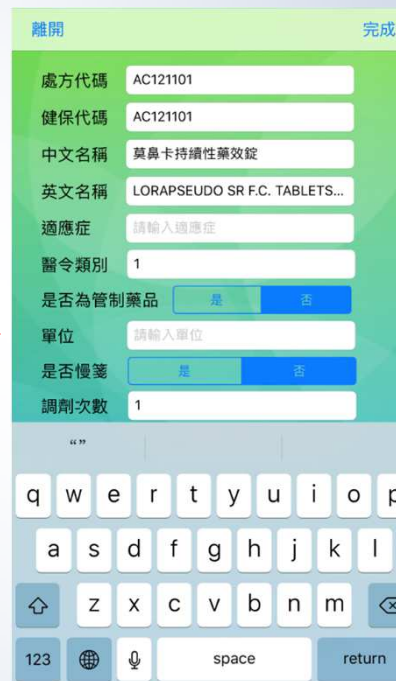 離開 完成
處方代碼 AC121101
健保代碼 AC121101
中文名稱 莫鼻卡持續性藥效錠
英文名稱 LORAPSEUDO SR F.C. TABLETS...
適應症 請輸入適應症
醫令類別 1
是否為管制藥品 是 否
單位 請輸入單位
是否慢箋 是 否
調劑次數 1
“”
q w e r t y u i o p
a s d f g h j k l
z x c v b n m
123 space return